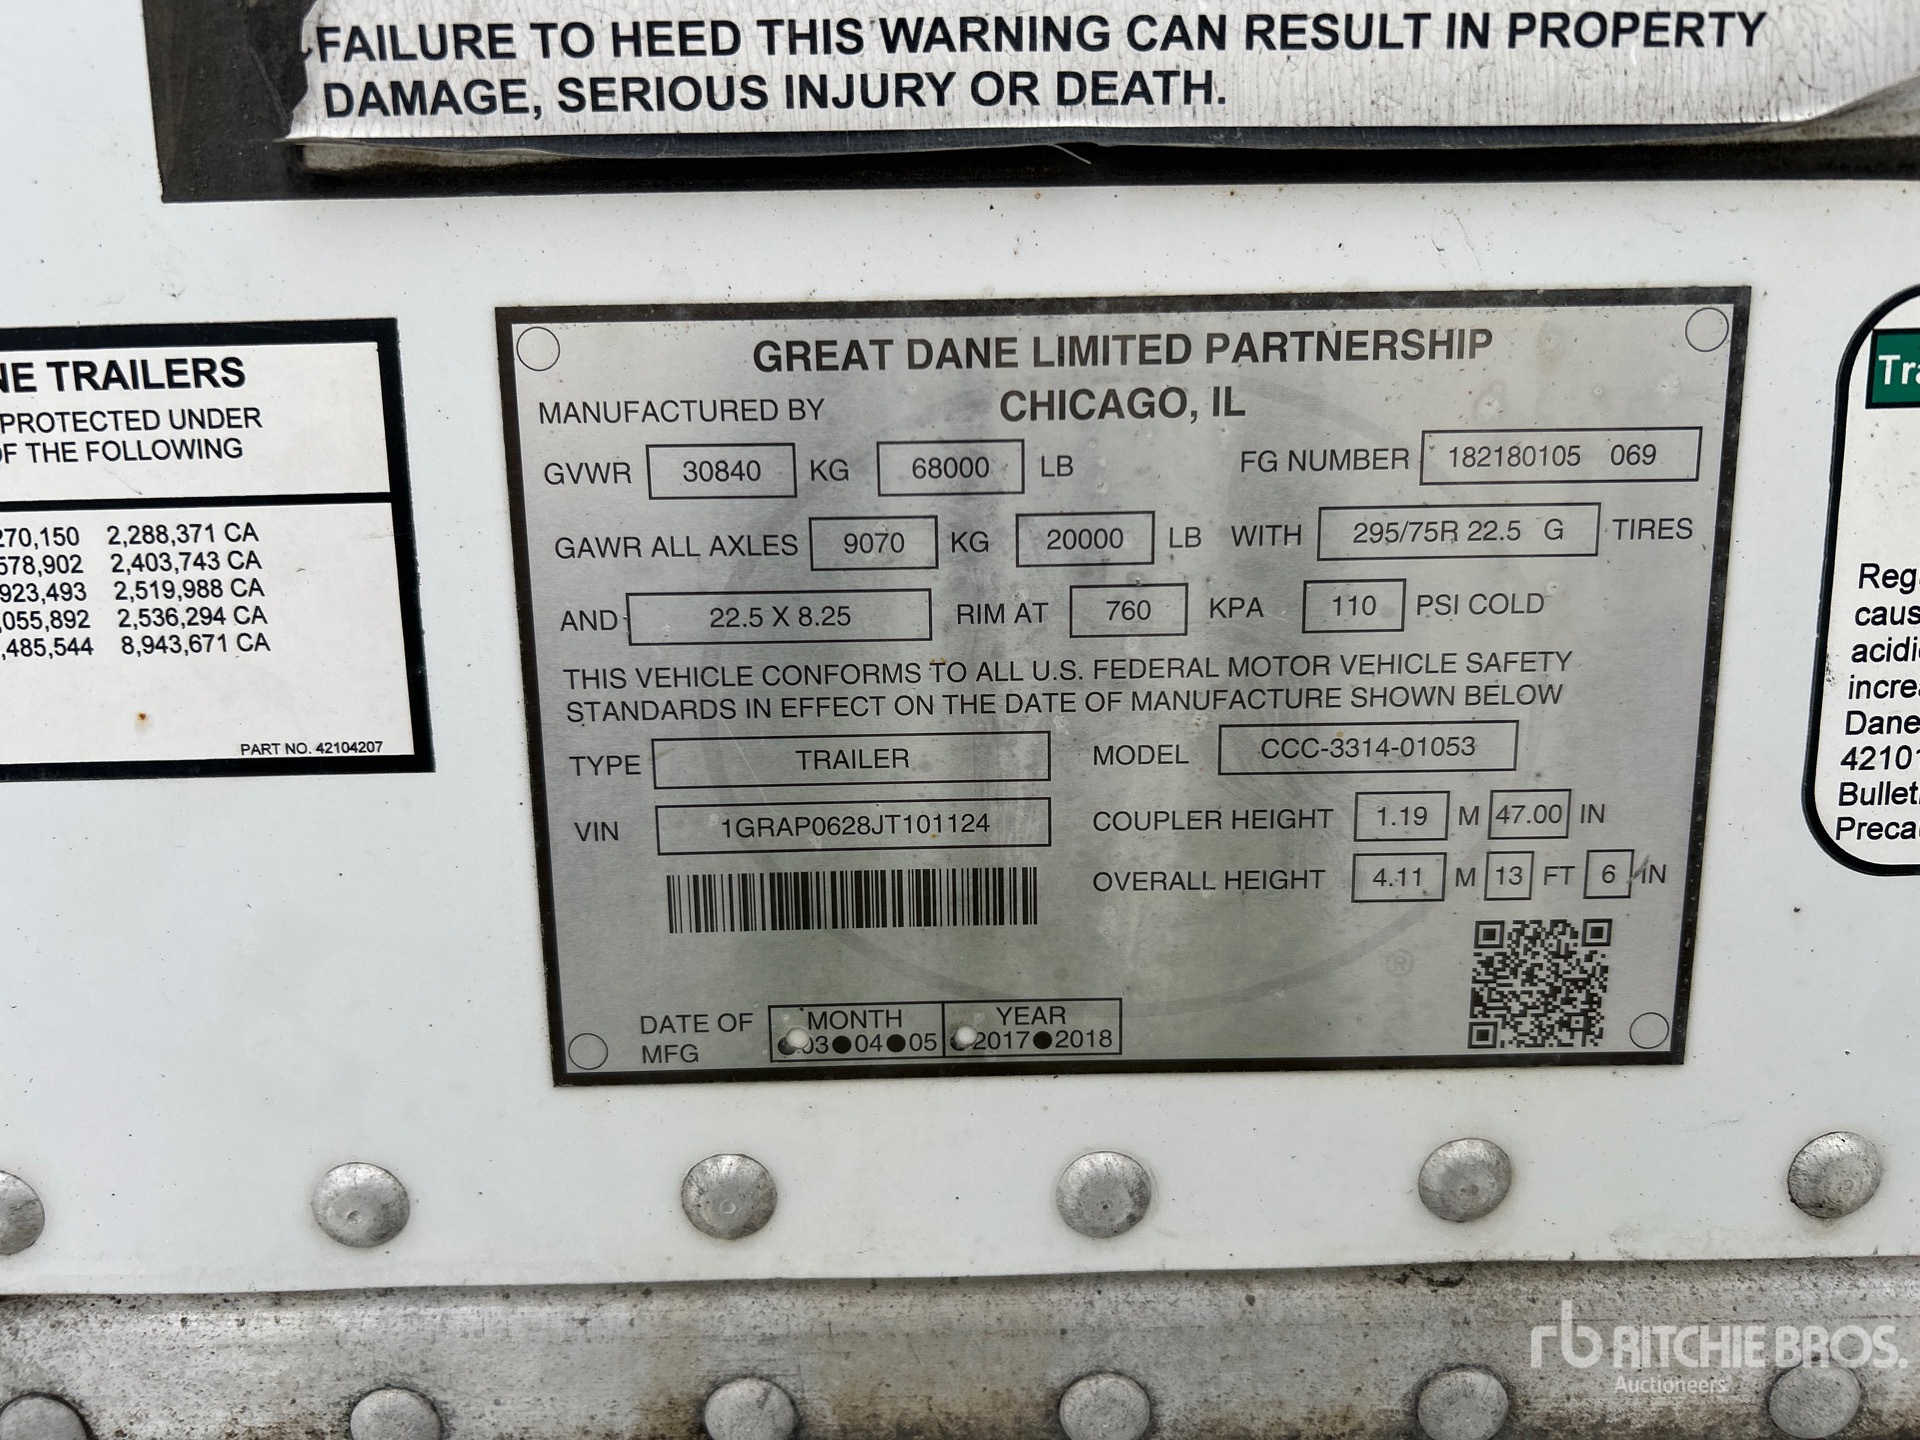 FAILURE TO HEED THIS WARNING CAN RESULT IN PROPERTY
DAMAGE, SERIOUS INJURY OR DEATH.
NE TRAILERS
PROTECTED UNDER
OF THE FOLLOWING
270,150 2,288,371 CA
578,902 2,403,743 CA
923,493 2,519,988 CA
,055,892 2,536,294 CA
,485,544 8,943,671 CA
PART NO. 42104207
GREAT DANE LIMITED PARTNERSHIP
MANUFACTURED BY CHICAGO, IL
GVWR 30840 KG 68000 LB FG NUMBER 182180105 069
GAWR ALL AXLES 9070 KG 20000 LB WITH 295/75R 22.5 G TIRES
AND 22.5 X 8.25 RIM AT 760 KPA 110 PSI COLD
THIS VEHICLE CONFORMS TO ALL U.S. FEDERAL MOTOR VEHICLE SAFETY
STANDARDS IN EFFECT ON THE DATE OF MANUFACTURE SHOWN BELOW
TYPE TRAILER MODEL CCC-3314-01053
VIN 1GRAP0628JT101124 COUPLER HEIGHT 1.19 M 47.00 IN
OVERALL HEIGHT 4.11 M 13 FT 6 IN
®
DATE OF MFG MONTH YEAR
03 04 05 2017 2018
Tra
Reg
caus
acidi
increa
Dane
4210
Bullet
Preca
rb RITCHIE BROS.
Auctioneers